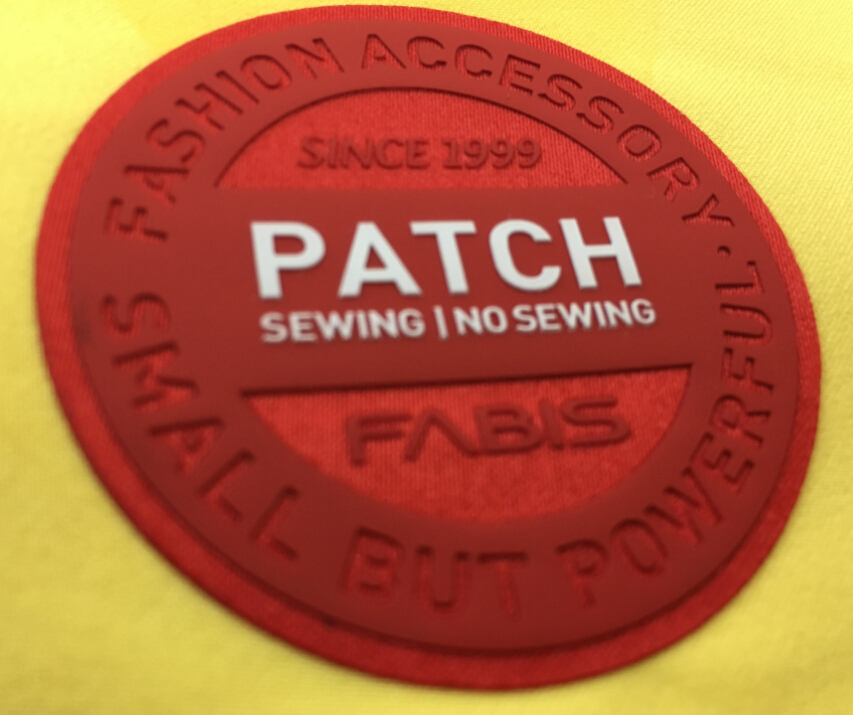 FASHION ACCESSORY ·
SINCE 1999
PATCH
SEWING | NO SEWING
FABIS
SMALL BUT POWERFUL